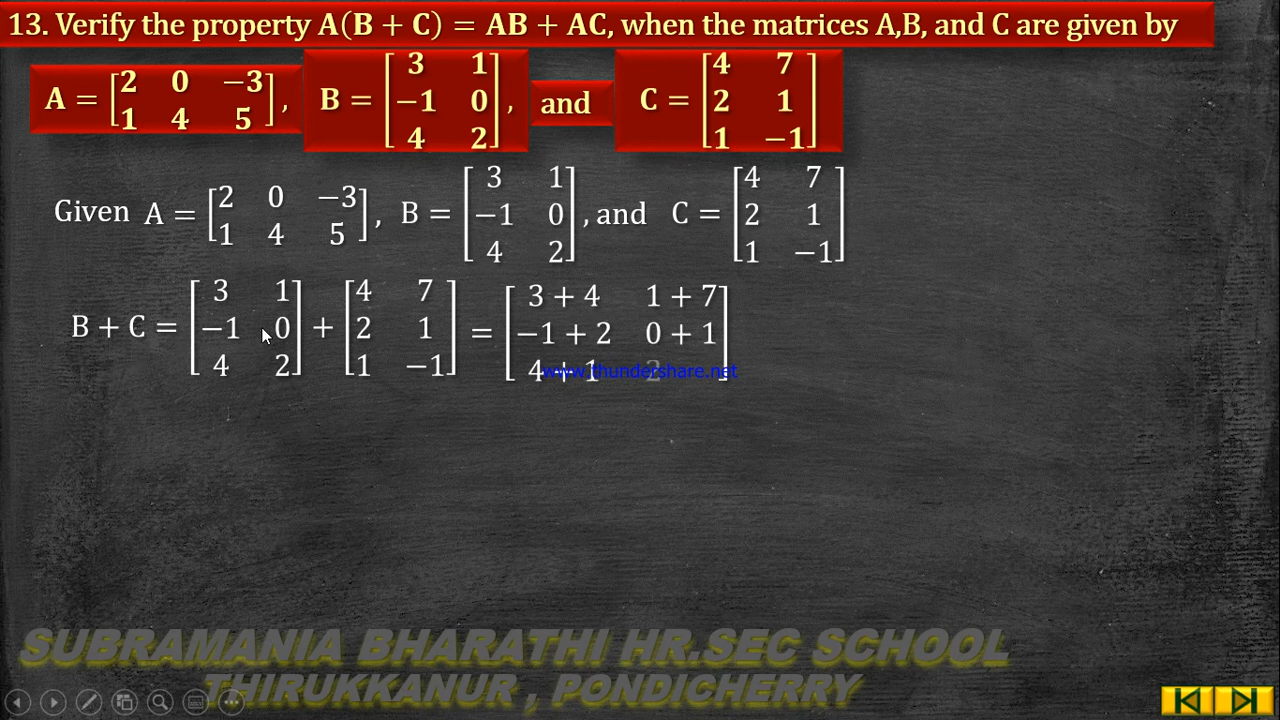 13. Verify the property A(B + C) = AB + AC, when the matrices A,B, and C are given by
A = [2 0 −3; 1 4 5], B = [3 1; −1 0; 4 2], and C = [4 7; 2 1; 1 −1]
Given A = [2 0 −3; 1 4 5], B = [3 1; −1 0; 4 2], and C = [4 7; 2 1; 1 −1]
B + C = [3 1; −1 0; 4 2] + [4 7; 2 1; 1 −1] = [3 + 4 1 + 7; −1 + 2 0 + 1; 4 + 1 2]
www.thundershare.net
SUBRAMANIA BHARATHI HR.SEC SCHOOL
THIRUKKANUR , PONDICHERRY